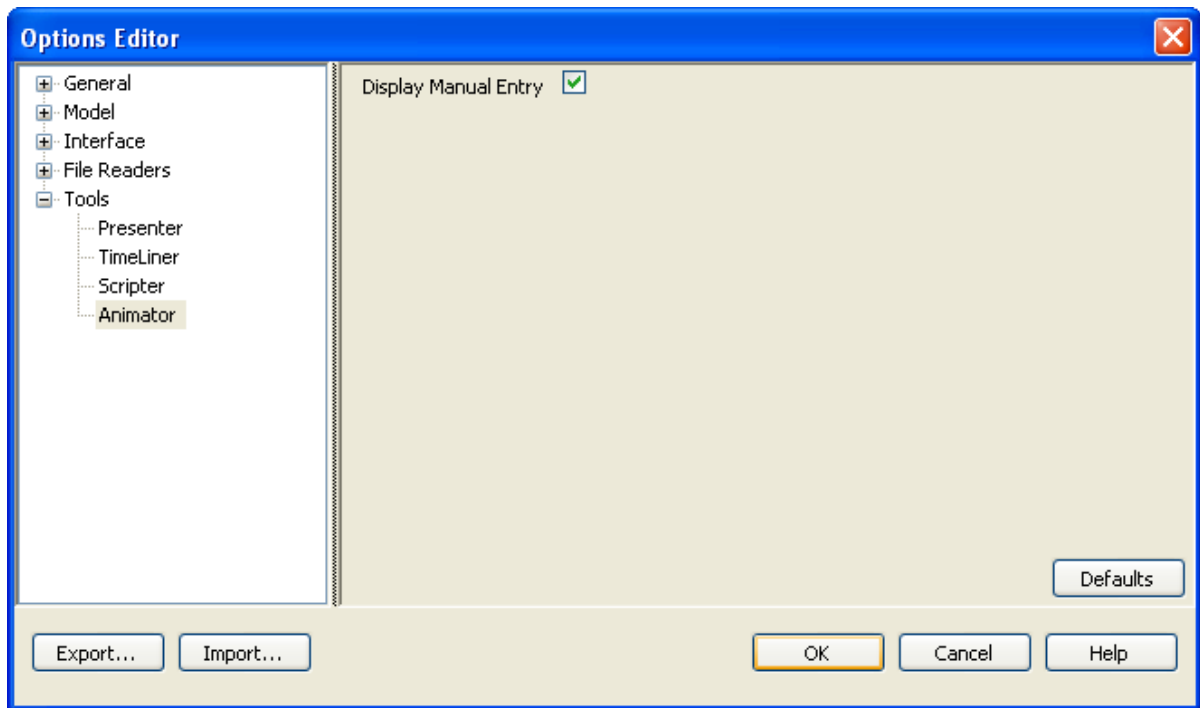 Options Editor
General
Model
Interface
File Readers
Tools
Presenter
TimeLiner
Scripter
Animator
Display Manual Entry
Defaults
Export...
Import...
OK
Cancel
Help